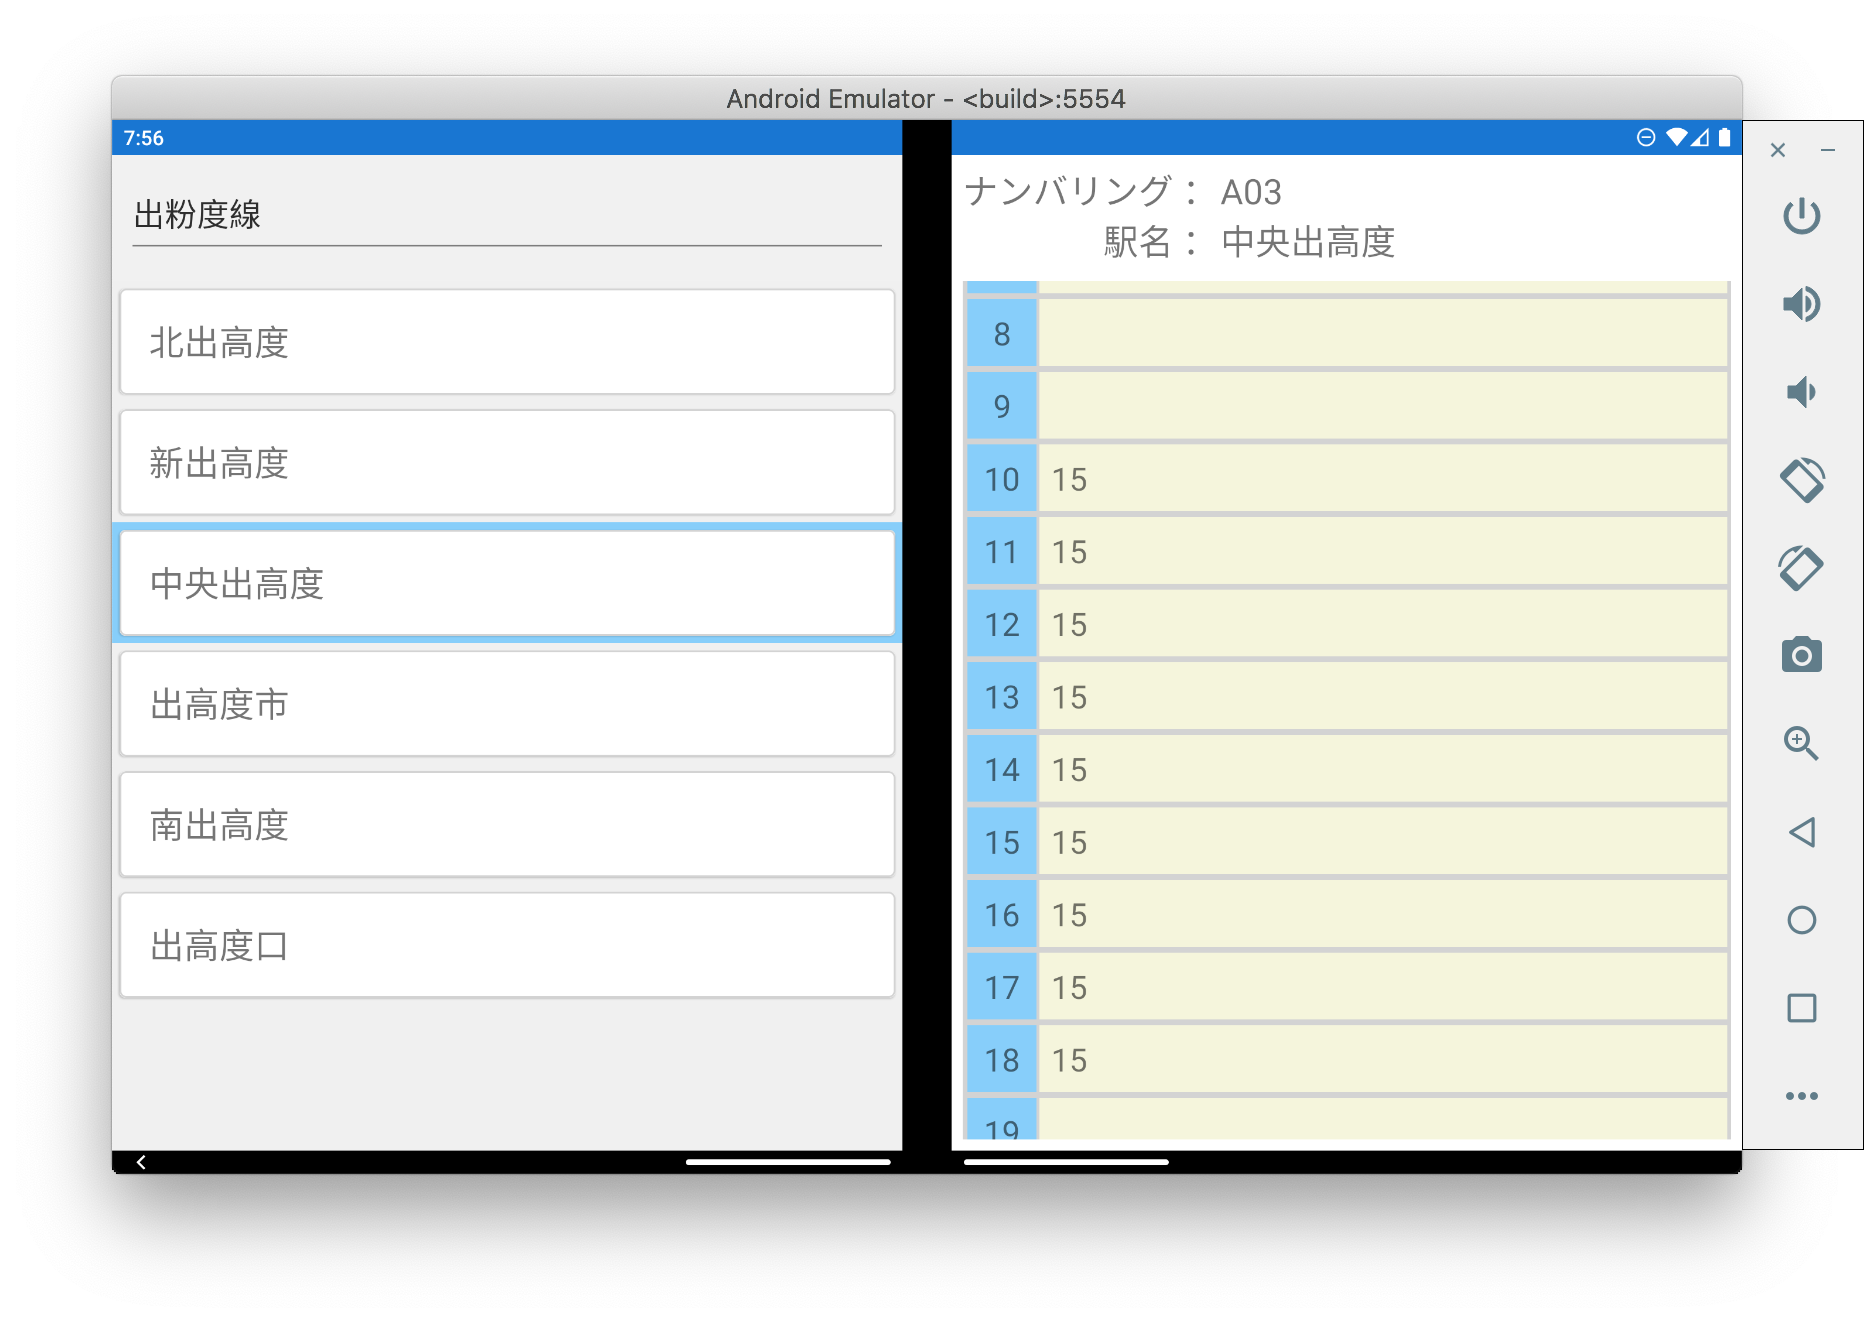 Android Emulator - <build>:5554
7:56
出粉度線
北出高度
新出高度
中央出高度
出高度市
南出高度
出高度口
ナンバリング： A03
駅名： 中央出高度
8
9
10 15
11 15
12 15
13 15
14 15
15 15
16 15
17 15
18 15
19